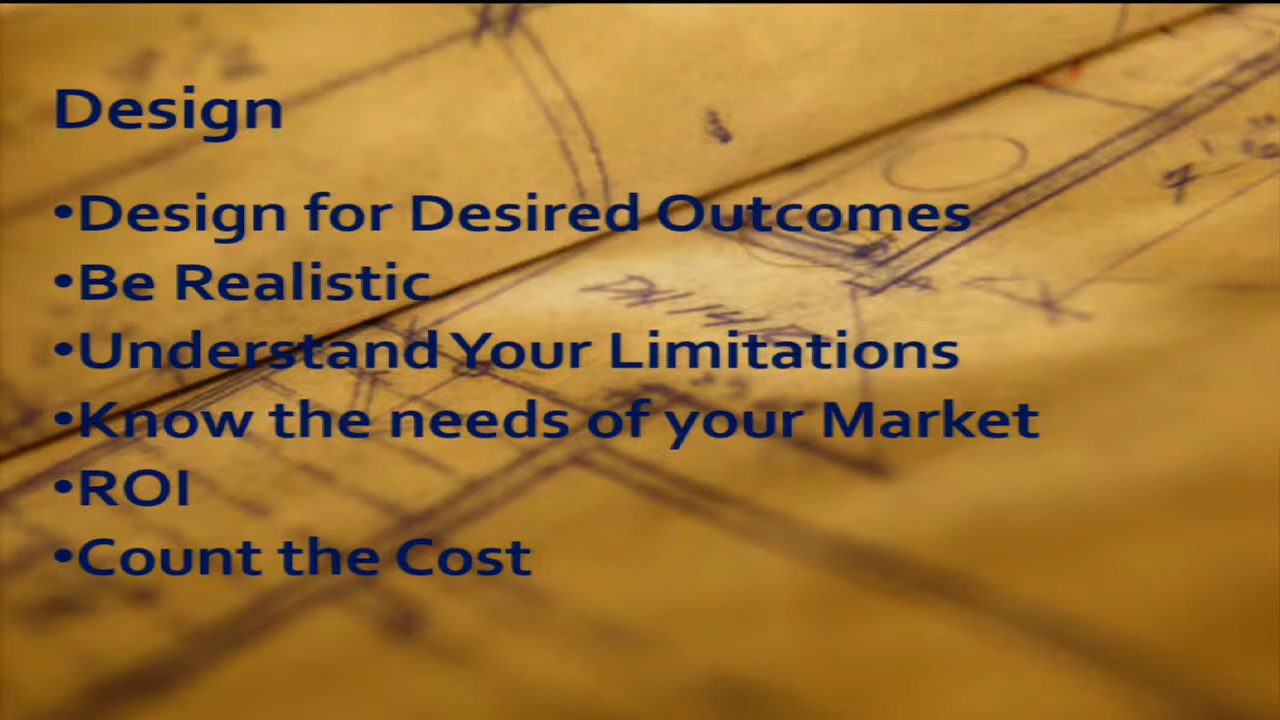 Design
•Design for Desired Outcomes
•Be Realistic
•Understand Your Limitations
•Know the needs of your Market
•ROI
•Count the Cost